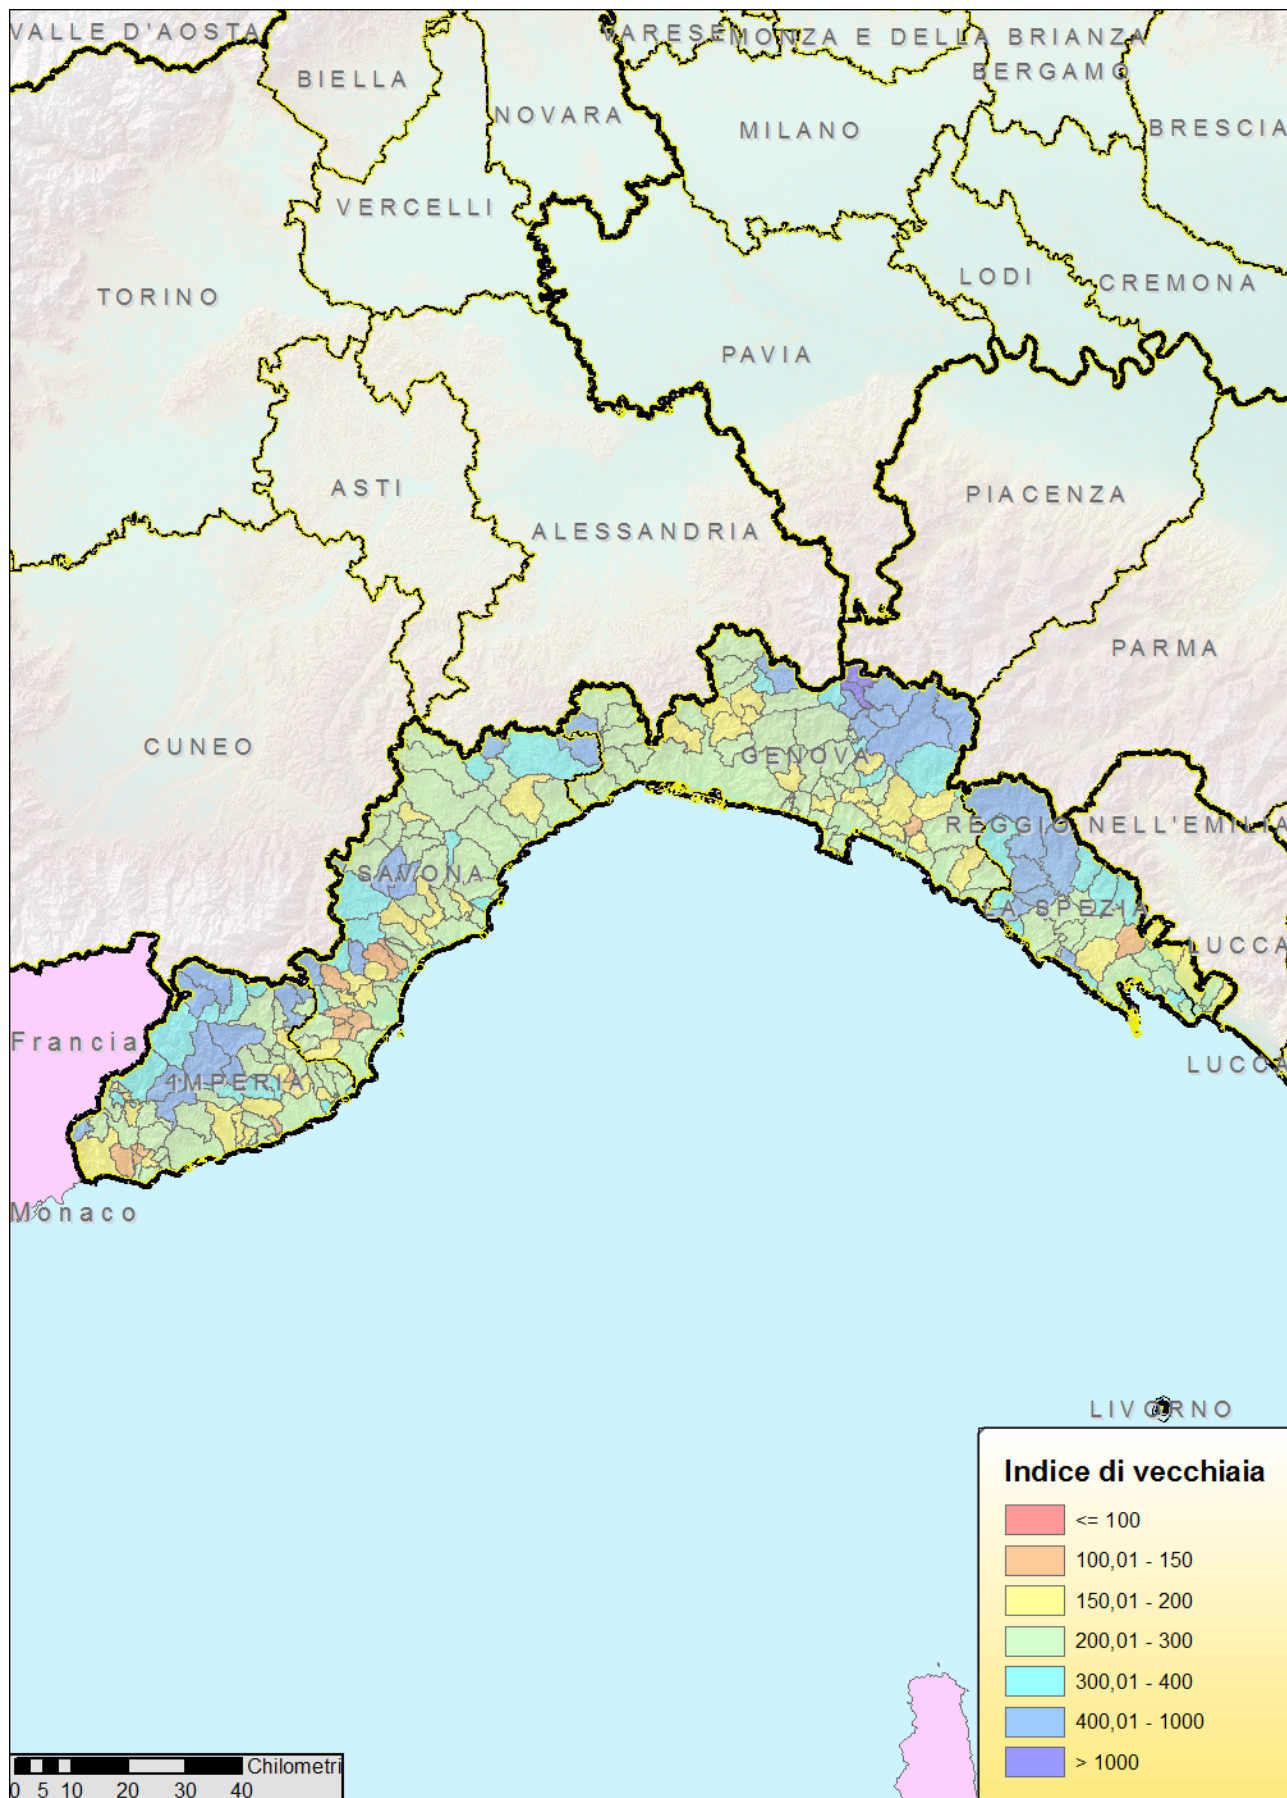 VALLE D'AOSTA
VARESE
MONZA E DELLA BRIANZA
BIELLA
BERGAMO
NOVARA
MILANO
BRESCIA
VERCELLI
TORINO
LODI
CREMONA
PAVIA
ASTI
PIACENZA
ALESSANDRIA
PARMA
CUNEO
GENOVA
REGGIO NELL'EMILIA
SAVONA
LA SPEZIA
LUCCA
Francia
LUCCA
IMPERIA
Monaco
LIVORNO
Indice di vecchiaia
<= 100
100,01 - 150
150,01 - 200
200,01 - 300
300,01 - 400
400,01 - 1000
> 1000
Chilometri
0 5 10 20 30 40